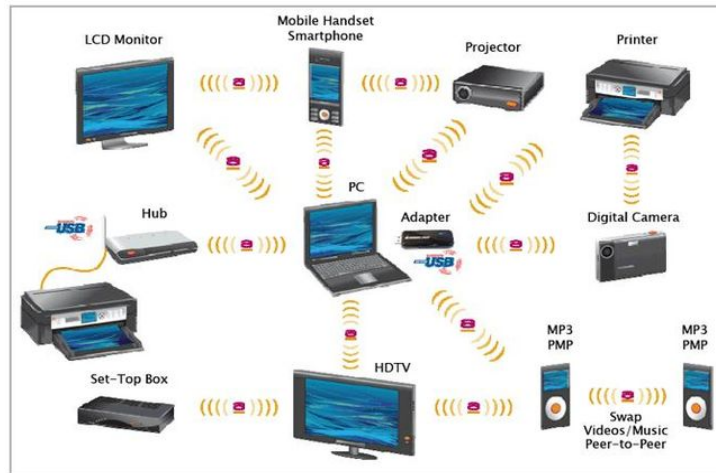 Mobile Handset
Smartphone
LCD Monitor
Projector
Printer
PC
Hub
Adapter
Digital Camera
USB
USB
MP3
PMP
MP3
PMP
HDTV
Set-Top Box
Swap
Videos/Music
Peer-to-Peer